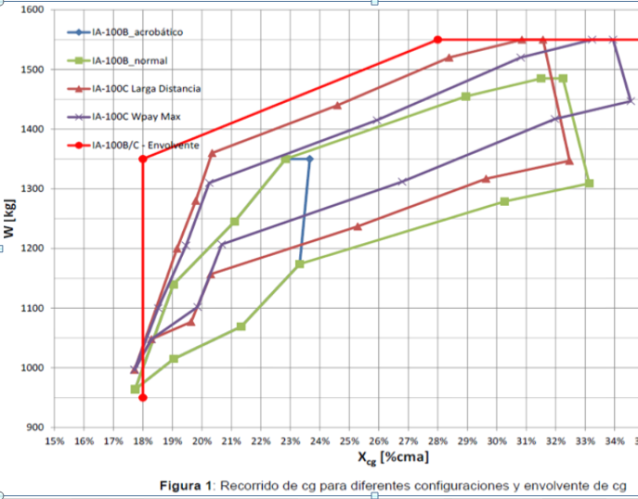 1600
1500
1400
1300
1200
1100
1000
900
W [kg]
IA-100B_acrobático
IA-100B_normal
IA-100C Larga Distancia
IA-100C Wpay Max
IA-100B/C - Envolvente
15% 16% 17% 18% 19% 20% 21% 22% 23% 24% 25% 26% 27% 28% 29% 30% 31% 32% 33% 34%
Xcg [%cma]
Figura 1: Recorrido de cg para diferentes configuraciones y envolvente de cg